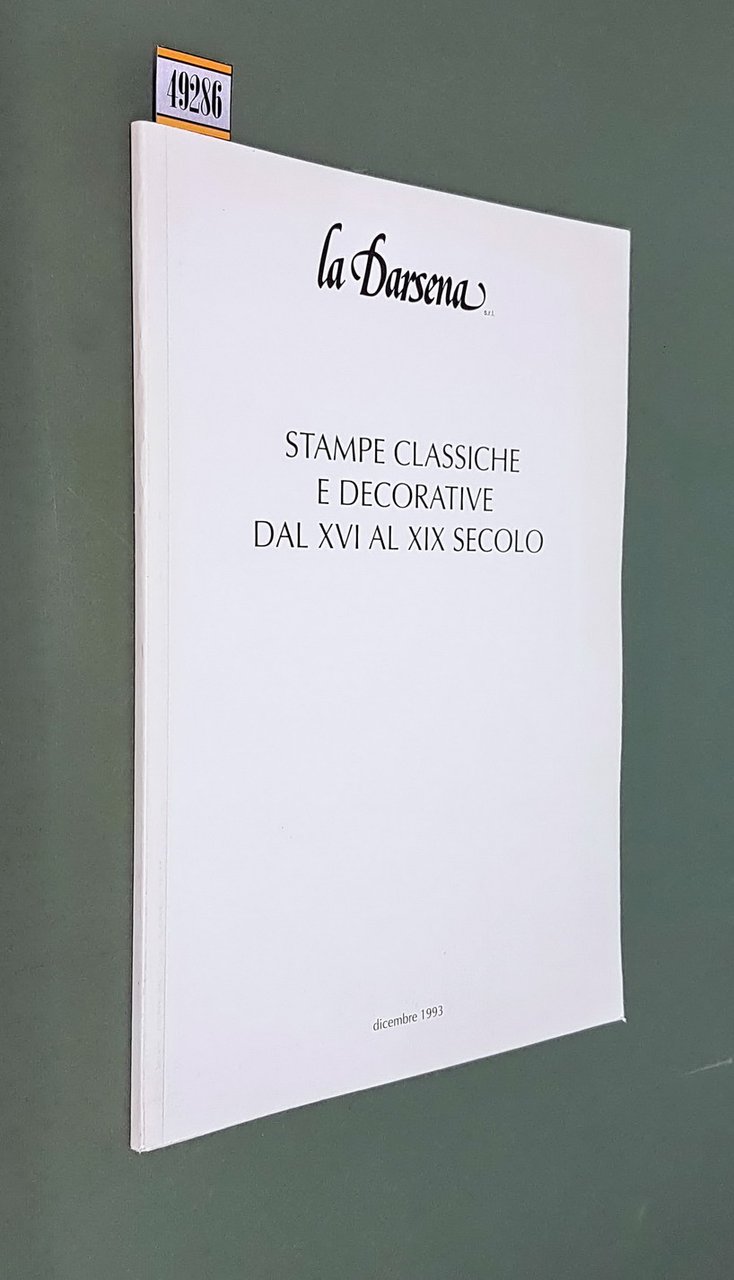 49286
la Darsena
s.r.l.
STAMPE CLASSICHE
E DECORATIVE
DAL XVI AL XIX SECOLO
dicembre 1993